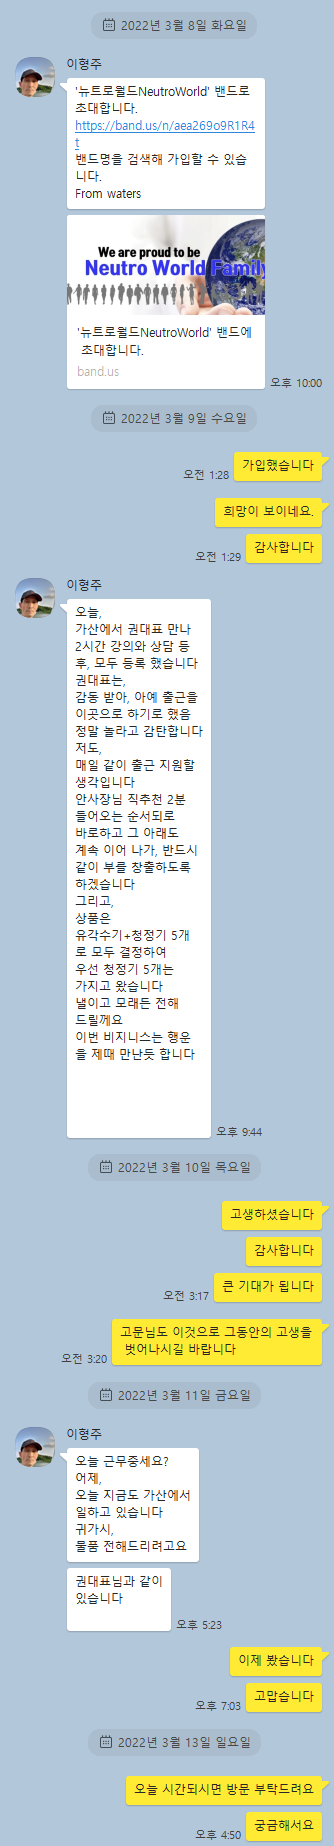 2022년 3월 8일 화요일
이형주
'뉴트로월드NeutroWorld' 밴드로
초대합니다.
https://band.us/n/aea269o9R1R4
t
밴드명을 검색해 가입할 수 있습
니다.
From waters
We are proud to be
Neutro World Family
'뉴트로월드NeutroWorld' 밴드에
초대합니다.
band.us
오후 10:00
2022년 3월 9일 수요일
가입했습니다
오전 1:28
희망이 보이네요.
감사합니다
오전 1:29
이형주
오늘,
가산에서 권대표 만나
2시간 강의와 상담 등
후, 모두 등록 했습니다
권대표는,
감동 받아, 아예 출근을
이곳으로 하기로 했음
정말 놀라고 감탄합니다
저도,
매일 같이 출근 지원할
생각입니다
안사장님 직추천 2분
들어오는 순서되로
바로하고 그 아래도
계속 이어 나가, 반드시
같이 부를 창출하도록
하겠습니다
그리고,
상품은
유각수기+청정기 5개
로 모두 결정하여
우선 청정기 5개는
가지고 왔습니다
낼이고 모래든 전해
드릴께요
이번 비지니스는 행운
을 제때 만난듯 합니다
오후 9:44
2022년 3월 10일 목요일
고생하셨습니다
감사합니다
큰 기대가 됩니다
오전 3:17
고문님도 이것으로 그동안의 고생을
벗어나시길 바랍니다
오전 3:20
2022년 3월 11일 금요일
이형주
오늘 근무중세요?
어제,
오늘 지금도 가산에서
일하고 있습니다
귀가시,
물품 전해드리려고요
권대표님과 같이
있습니다
오후 5:23
이제 봤습니다
고맙습니다
오후 7:03
2022년 3월 13일 일요일
오늘 시간되시면 방문 부탁드려요
궁금해서요
오후 4:50